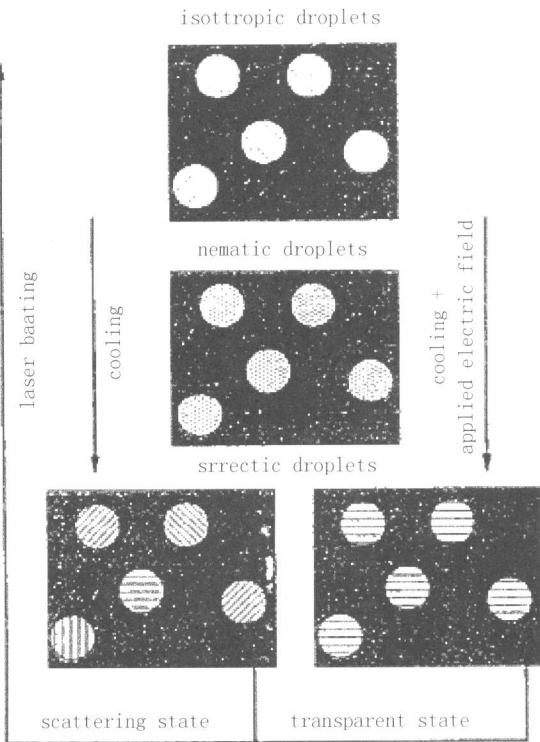 isottropic droplets
nematic droplets
laser baating
cooling
cooling +
applied electric field
srrectic droplets
scattering state
transparent state